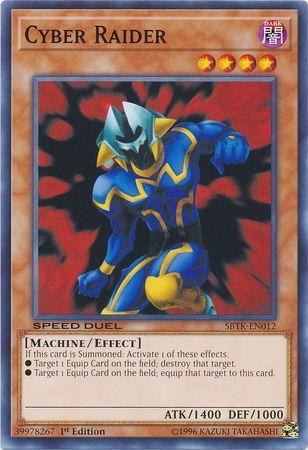 Cyber Raider
DARK
闇
SPEED DUEL
SBTK-EN012
[Machine/Effect]
If this card is Summoned: Activate 1 of these effects.
● Target 1 Equip Card on the field; destroy that target.
● Target 1 Equip Card on the field; equip that target to this card.
ATK/1400 DEF/1000
39978267 1st Edition ©1996 KAZUKI TAKAHASHI